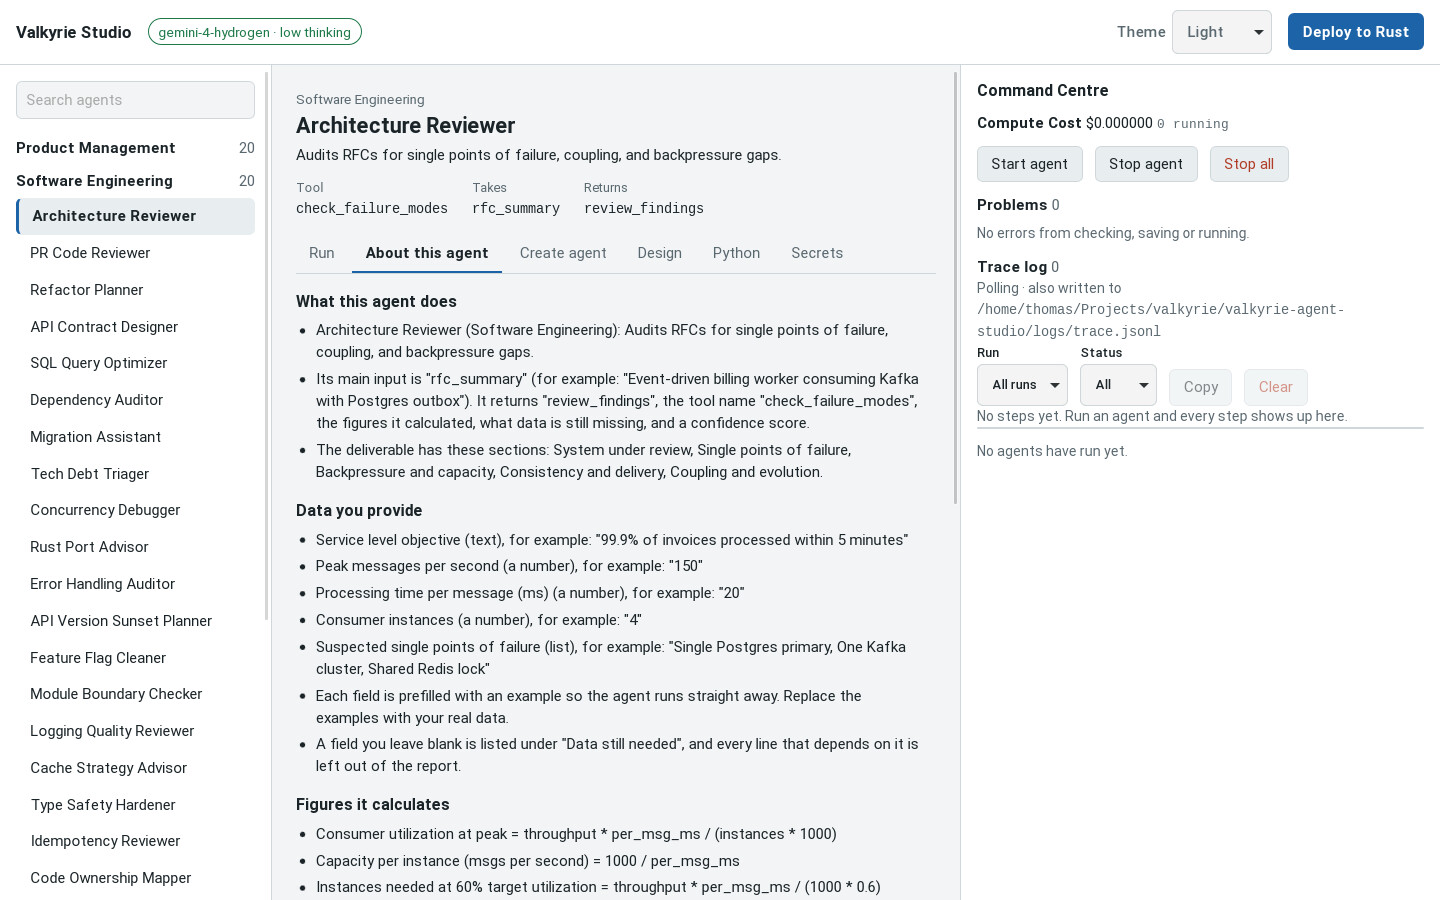 Valkyrie Studio
gemini-4-hydrogen · low thinking
Theme
Light
Deploy to Rust
Search agents
Product Management 20
Software Engineering 20
Architecture Reviewer
PR Code Reviewer
Refactor Planner
API Contract Designer
SQL Query Optimizer
Dependency Auditor
Migration Assistant
Tech Debt Triager
Concurrency Debugger
Rust Port Advisor
Error Handling Auditor
API Version Sunset Planner
Feature Flag Cleaner
Module Boundary Checker
Logging Quality Reviewer
Cache Strategy Advisor
Type Safety Hardener
Idempotency Reviewer
Code Ownership Mapper
Software Engineering
Architecture Reviewer
Audits RFCs for single points of failure, coupling, and backpressure gaps.
Tool Takes Returns
check_failure_modes rfc_summary review_findings
Run About this agent Create agent Design Python Secrets
What this agent does
Architecture Reviewer (Software Engineering): Audits RFCs for single points of failure,
coupling, and backpressure gaps.
Its main input is "rfc_summary" (for example: "Event-driven billing worker consuming Kafka
with Postgres outbox"). It returns "review_findings", the tool name "check_failure_modes",
the figures it calculated, what data is still missing, and a confidence score.
The deliverable has these sections: System under review, Single points of failure,
Backpressure and capacity, Consistency and delivery, Coupling and evolution.
Data you provide
Service level objective (text), for example: "99.9% of invoices processed within 5 minutes"
Peak messages per second (a number), for example: "150"
Processing time per message (ms) (a number), for example: "20"
Consumer instances (a number), for example: "4"
Suspected single points of failure (list), for example: "Single Postgres primary, One Kafka
cluster, Shared Redis lock"
Each field is prefilled with an example so the agent runs straight away. Replace the
examples with your real data.
A field you leave blank is listed under "Data still needed", and every line that depends on it is
left out of the report.
Figures it calculates
Consumer utilization at peak = throughput * per_msg_ms / (instances * 1000)
Capacity per instance (msgs per second) = 1000 / per_msg_ms
Instances needed at 60% target utilization = throughput * per_msg_ms / (1000 * 0.6)
Command Centre
Compute Cost $0.000000 0 running
Start agent Stop agent Stop all
Problems 0
No errors from checking, saving or running.
Trace log 0
Polling · also written to
/home/thomas/Projects/valkyrie/valkyrie-agent-
studio/logs/trace.jsonl
Run Status
All runs All Copy Clear
No steps yet. Run an agent and every step shows up here.
No agents have run yet.